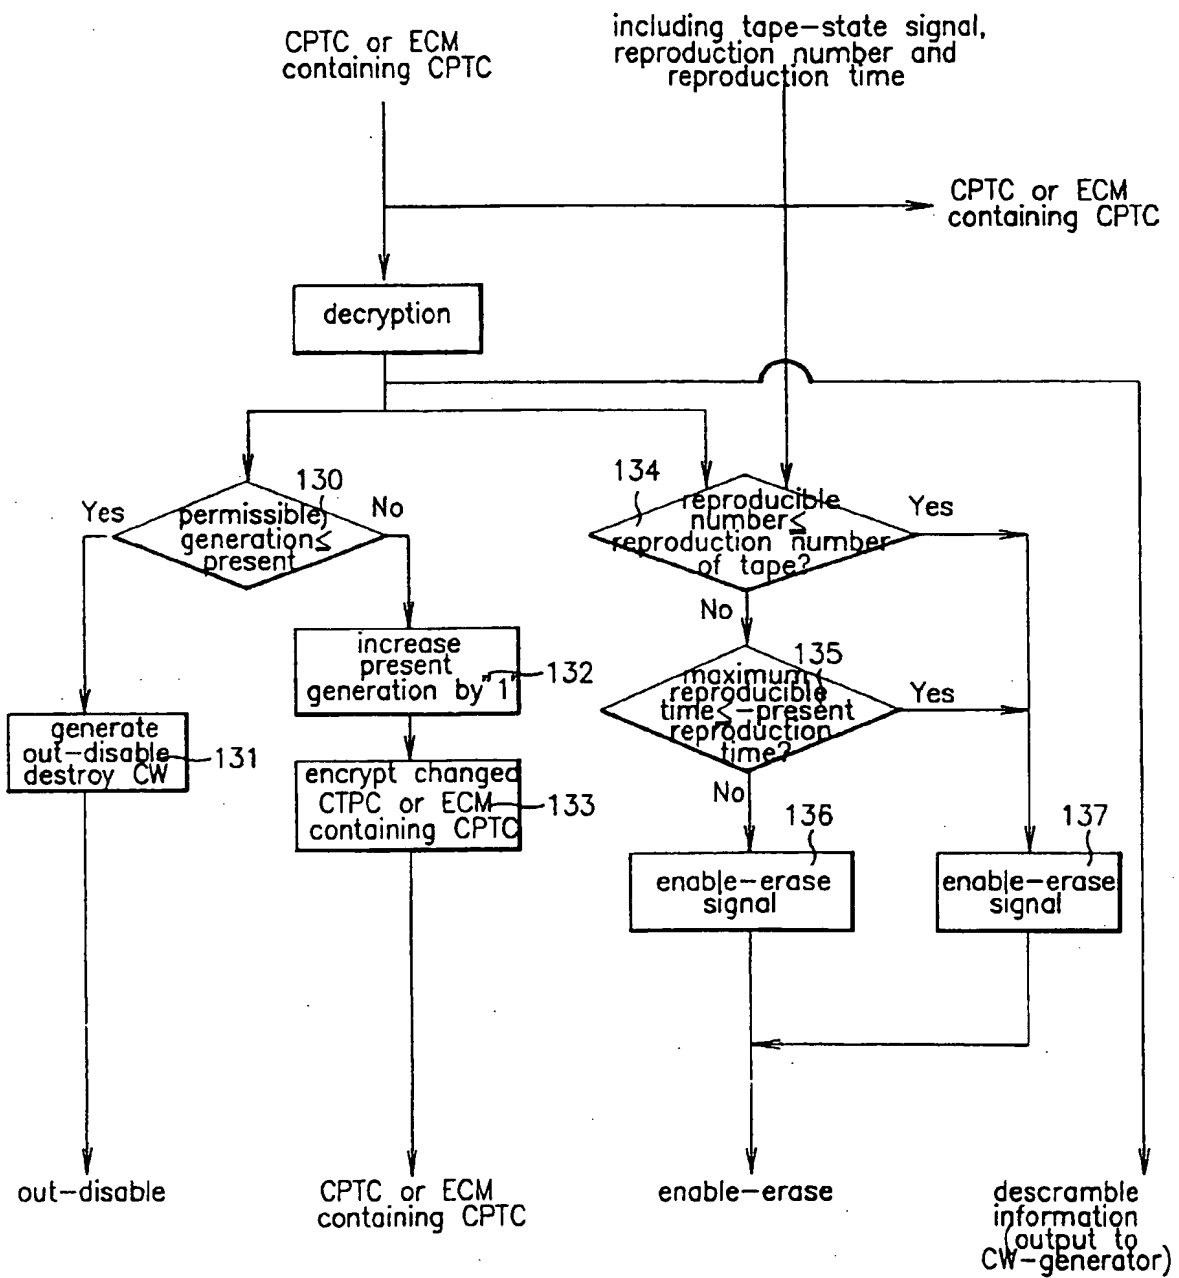 CPTC or ECM
containing CPTC
including tape-state signal,
reproduction number and
reproduction time
CPTC or ECM
containing CPTC
decryption
130
Yes
No
permissible
generation≤
present
134
reproducible
number≤
reproduction number
of tape?
Yes
No
increase
present
generation by "1"
132
135
maximum
reproducible
time≤-present
reproduction
time?
Yes
No
generate
out-disable
destroy CW
131
encrypt changed
CTPC or ECM
containing CPTC
133
136
enable-erase
signal
137
enable-erase
signal
out-disable
CPTC or ECM
containing CPTC
enable-erase
descramble
information
(output to
CW-generator)